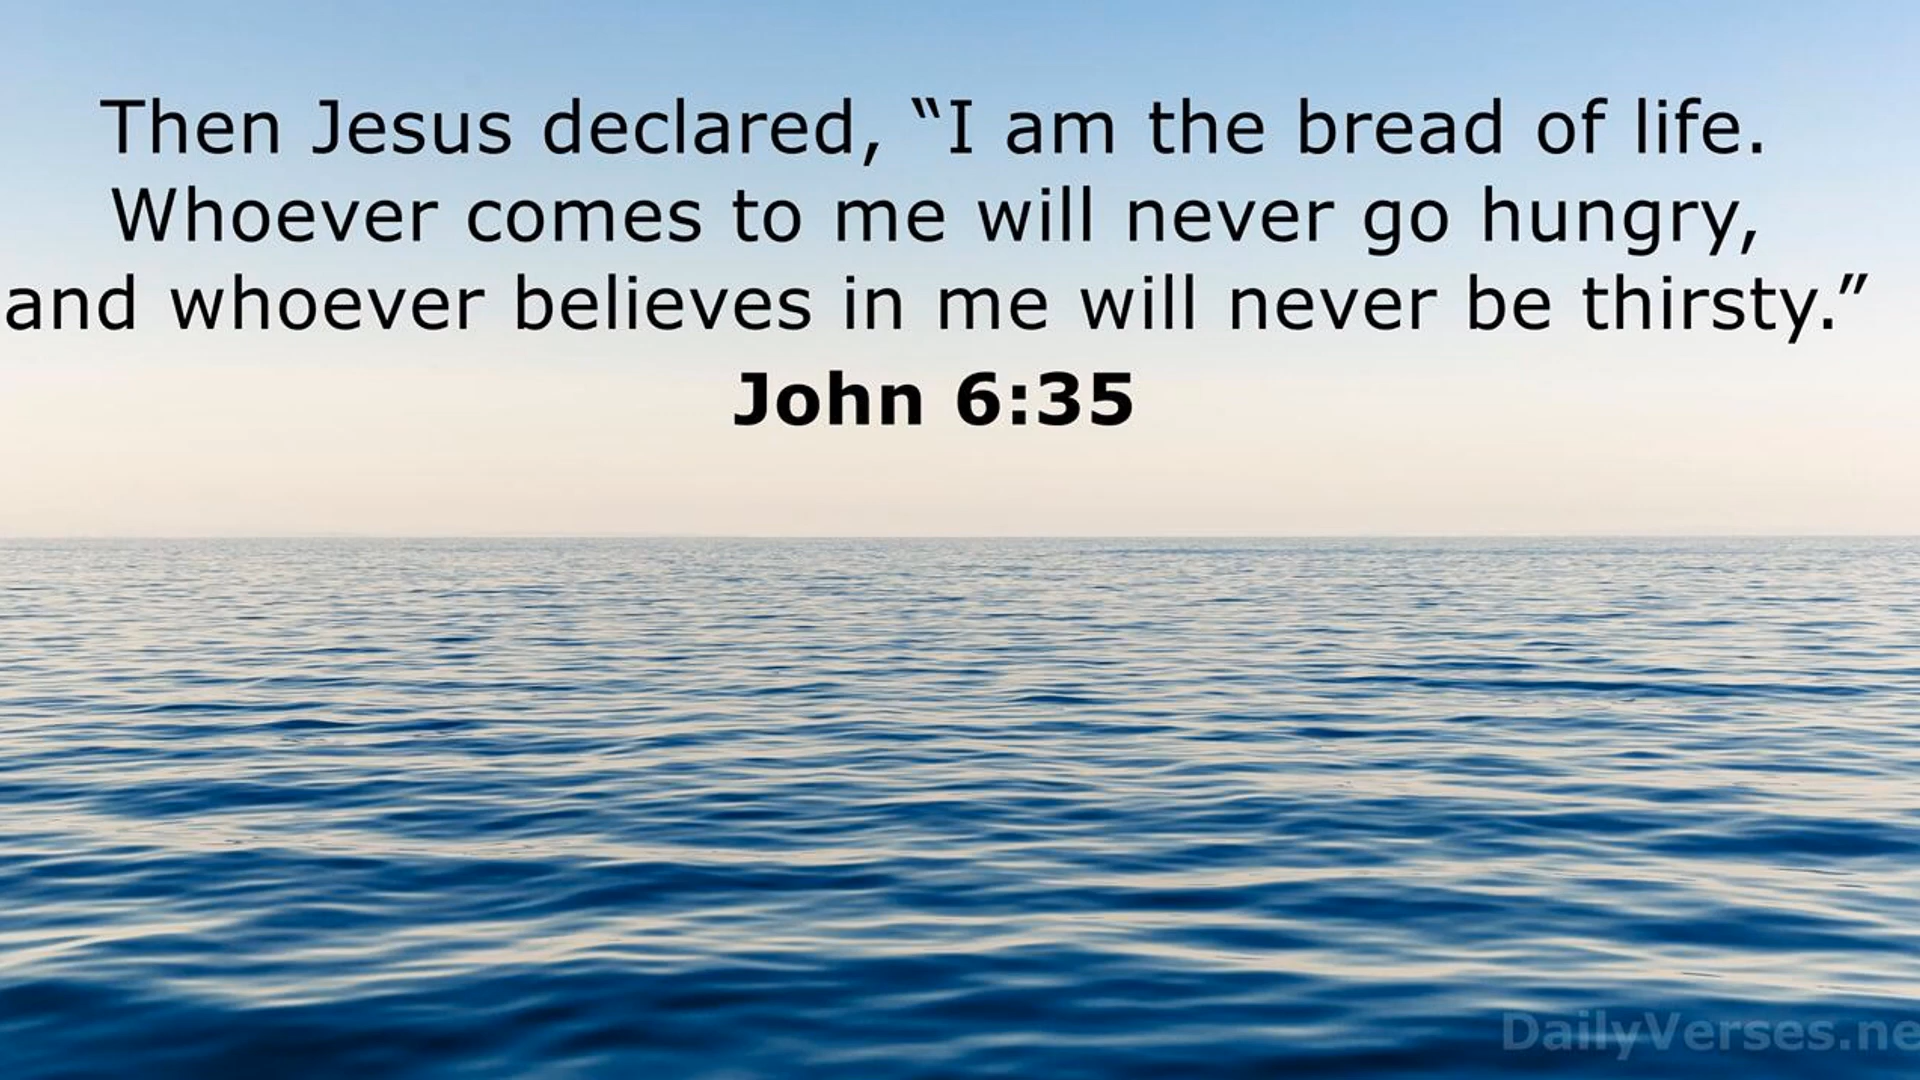 Then Jesus declared, “I am the bread of life.
Whoever comes to me will never go hungry,
and whoever believes in me will never be thirsty.”
John 6:35
DailyVerses.ne